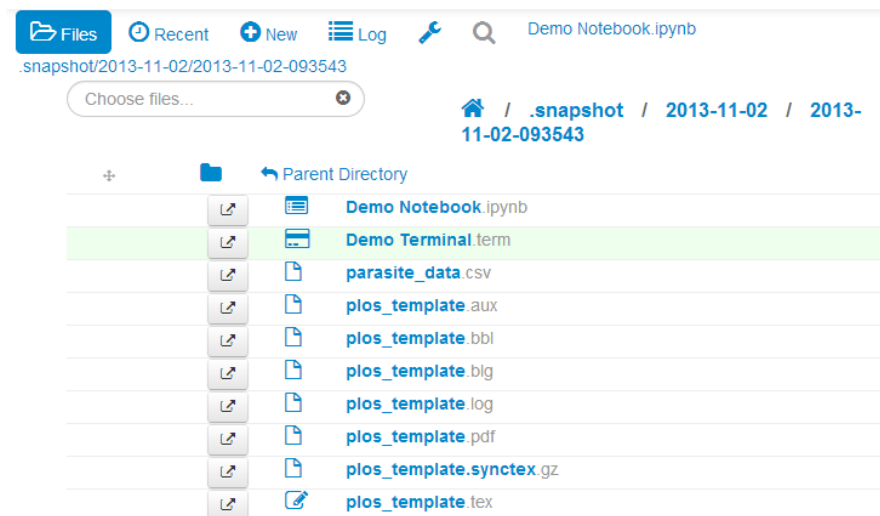 Files Recent New Log Demo Notebook.ipynb
.snapshot/2013-11-02/2013-11-02-093543
Choose files...
/ .snapshot / 2013-11-02 / 2013-
11-02-093543
Parent Directory
Demo Notebook.ipynb
Demo Terminal.term
parasite_data.csv
plos_template.aux
plos_template.bbl
plos_template.blg
plos_template.log
plos_template.pdf
plos_template.synctex.gz
plos_template.tex